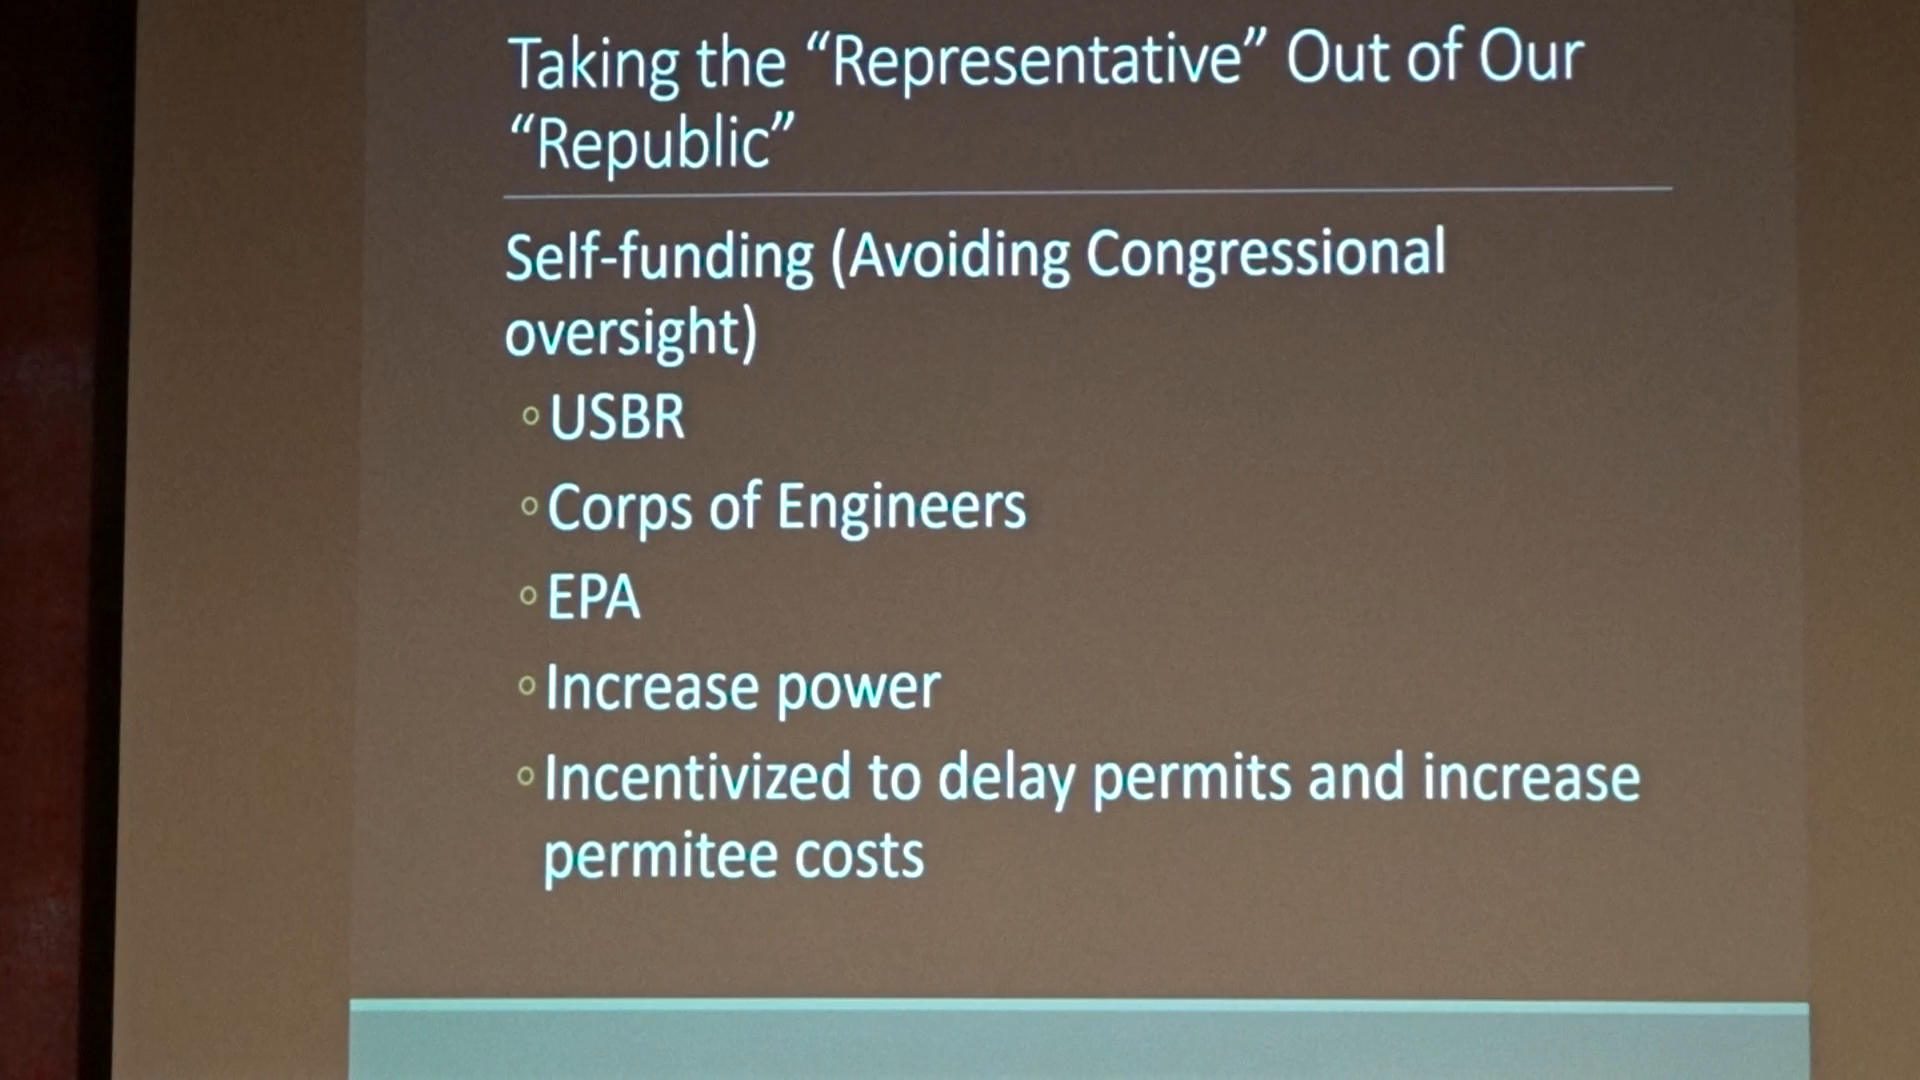 Taking the “Representative” Out of Our
“Republic”
Self-funding (Avoiding Congressional
oversight)
◦ USBR
◦ Corps of Engineers
◦ EPA
◦ Increase power
◦ Incentivized to delay permits and increase
permitee costs